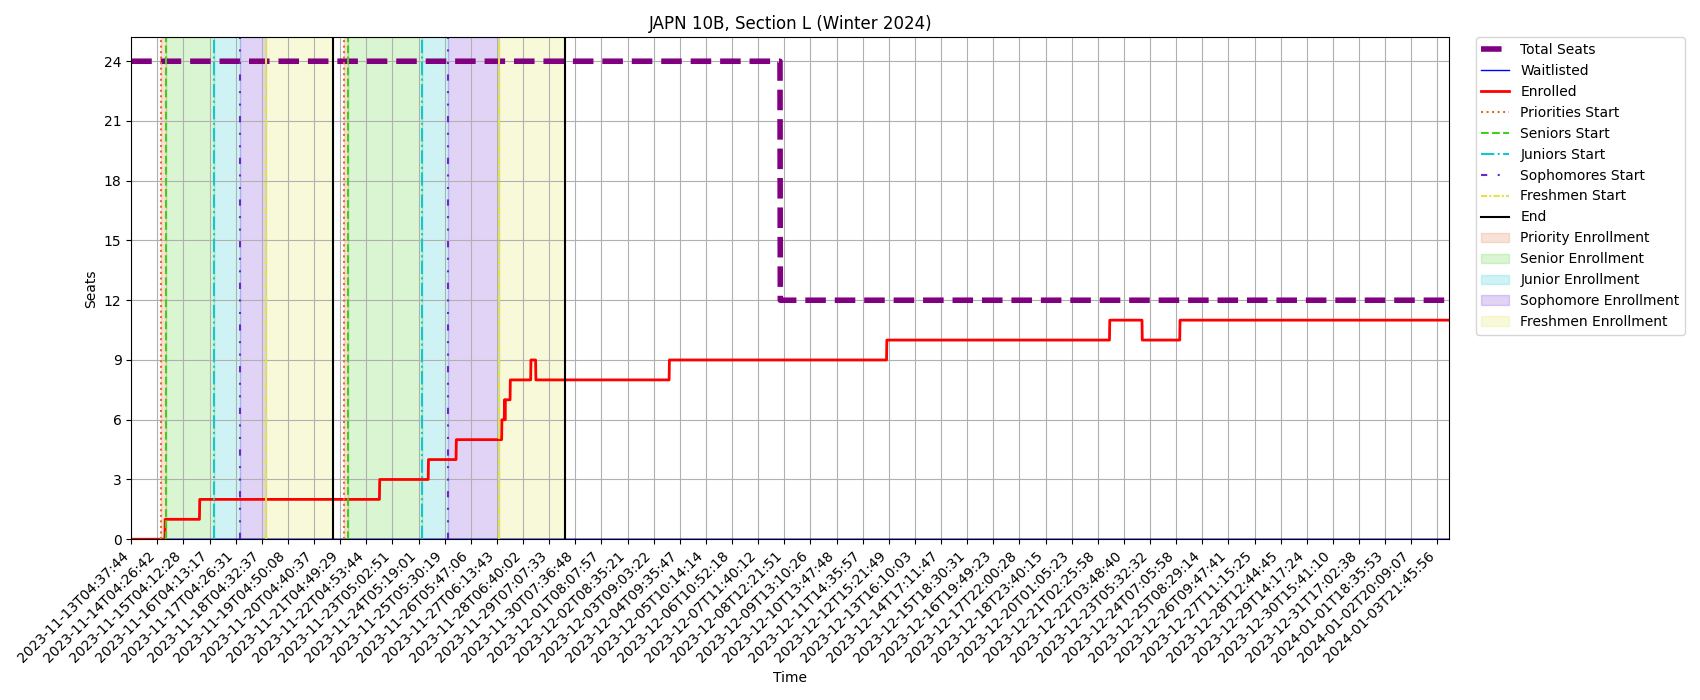 JAPN 10B, Section L (Winter 2024)
Seats
24
21
18
15
12
9
6
3
0
2023-11-13T04:37:44
2023-11-14T04:26:42
2023-11-15T04:12:28
2023-11-16T04:13:17
2023-11-17T04:26:31
2023-11-18T04:32:37
2023-11-19T04:50:08
2023-11-20T04:40:37
2023-11-21T04:49:29
2023-11-22T04:53:44
2023-11-23T05:02:51
2023-11-24T05:19:01
2023-11-25T05:30:19
2023-11-26T05:47:06
2023-11-27T06:13:43
2023-11-28T06:40:02
2023-11-29T07:07:33
2023-11-30T07:36:48
2023-12-01T08:07:57
2023-12-02T08:35:21
2023-12-03T09:03:22
2023-12-04T09:35:47
2023-12-05T10:14:14
2023-12-06T10:52:18
2023-12-07T11:40:12
2023-12-08T12:21:51
2023-12-09T13:10:26
2023-12-10T13:47:48
2023-12-11T14:35:57
2023-12-12T15:21:49
2023-12-13T16:10:03
2023-12-14T17:11:47
2023-12-15T18:30:31
2023-12-16T19:49:23
2023-12-17T22:00:28
2023-12-18T23:40:15
2023-12-20T01:05:23
2023-12-21T02:25:58
2023-12-22T03:48:40
2023-12-23T05:32:32
2023-12-24T07:05:58
2023-12-25T08:29:14
2023-12-26T09:47:41
2023-12-27T11:15:25
2023-12-28T12:44:45
2023-12-29T14:17:24
2023-12-30T15:41:10
2023-12-31T17:02:38
2024-01-01T18:35:53
2024-01-02T20:09:07
2024-01-03T21:45:56
Time
Total Seats
Waitlisted
Enrolled
Priorities Start
Seniors Start
Juniors Start
Sophomores Start
Freshmen Start
End
Priority Enrollment
Senior Enrollment
Junior Enrollment
Sophomore Enrollment
Freshmen Enrollment